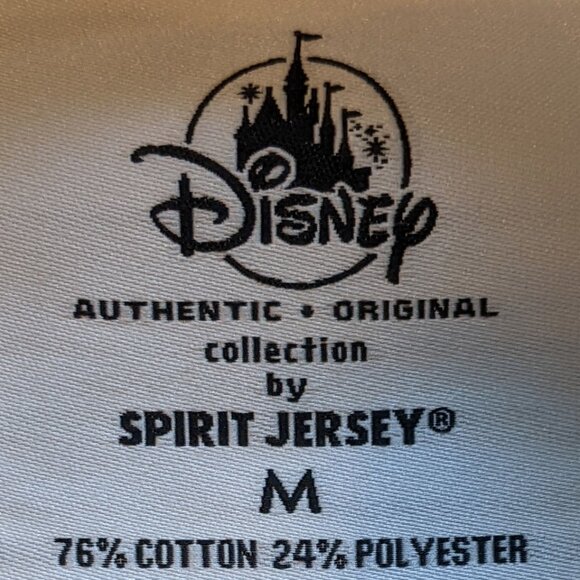 Disney
AUTHENTIC • ORIGINAL
collection
by
SPIRIT JERSEY®
M
76% COTTON 24% POLYESTER